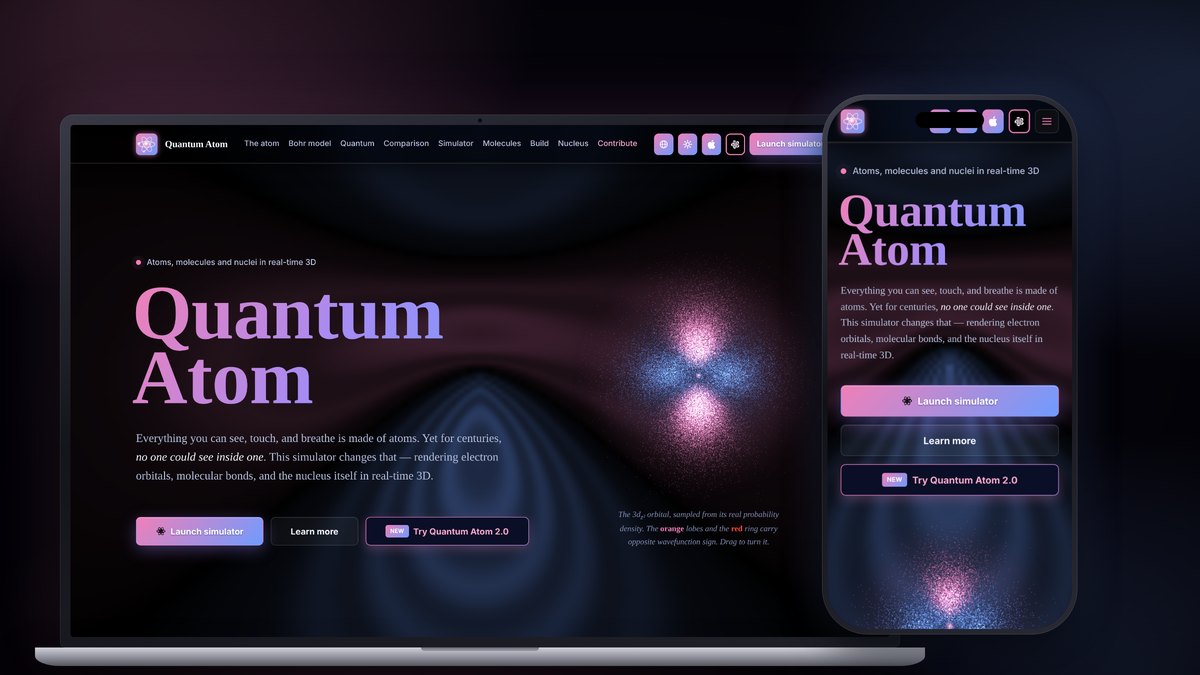 Quantum Atom The atom Bohr model Quantum Comparison Simulator Molecules Build Nucleus Contribute Launch simulator
Atoms, molecules and nuclei in real-time 3D
Quantum
Atom
Everything you can see, touch, and breathe is made of atoms. Yet for centuries,
no one could see inside one. This simulator changes that — rendering electron
orbitals, molecular bonds, and the nucleus itself in real-time 3D.
Launch simulator Learn more NEW Try Quantum Atom 2.0
The 3d orbital, sampled from its real probability
density. The orange lobes and the red ring carry
opposite wavefunction sign. Drag to turn it.
Atoms, molecules and nuclei in real-time 3D
Quantum
Atom
Everything you can see, touch, and breathe is made of
atoms. Yet for centuries, no one could see inside one.
This simulator changes that — rendering electron
orbitals, molecular bonds, and the nucleus itself in
real-time 3D.
Launch simulator
Learn more
NEW Try Quantum Atom 2.0